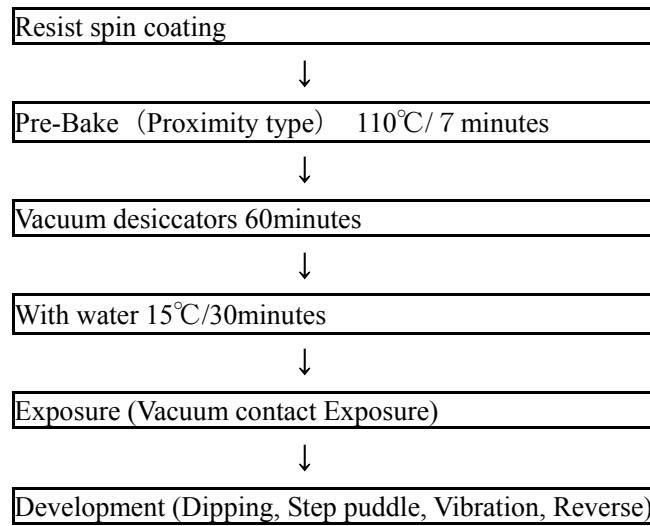 Resist spin coating
↓
Pre-Bake（Proximity type） 110℃/ 7 minutes
↓
Vacuum desiccators 60minutes
↓
With water 15℃/30minutes
↓
Exposure (Vacuum contact Exposure)
↓
Development (Dipping, Step puddle, Vibration, Reverse)